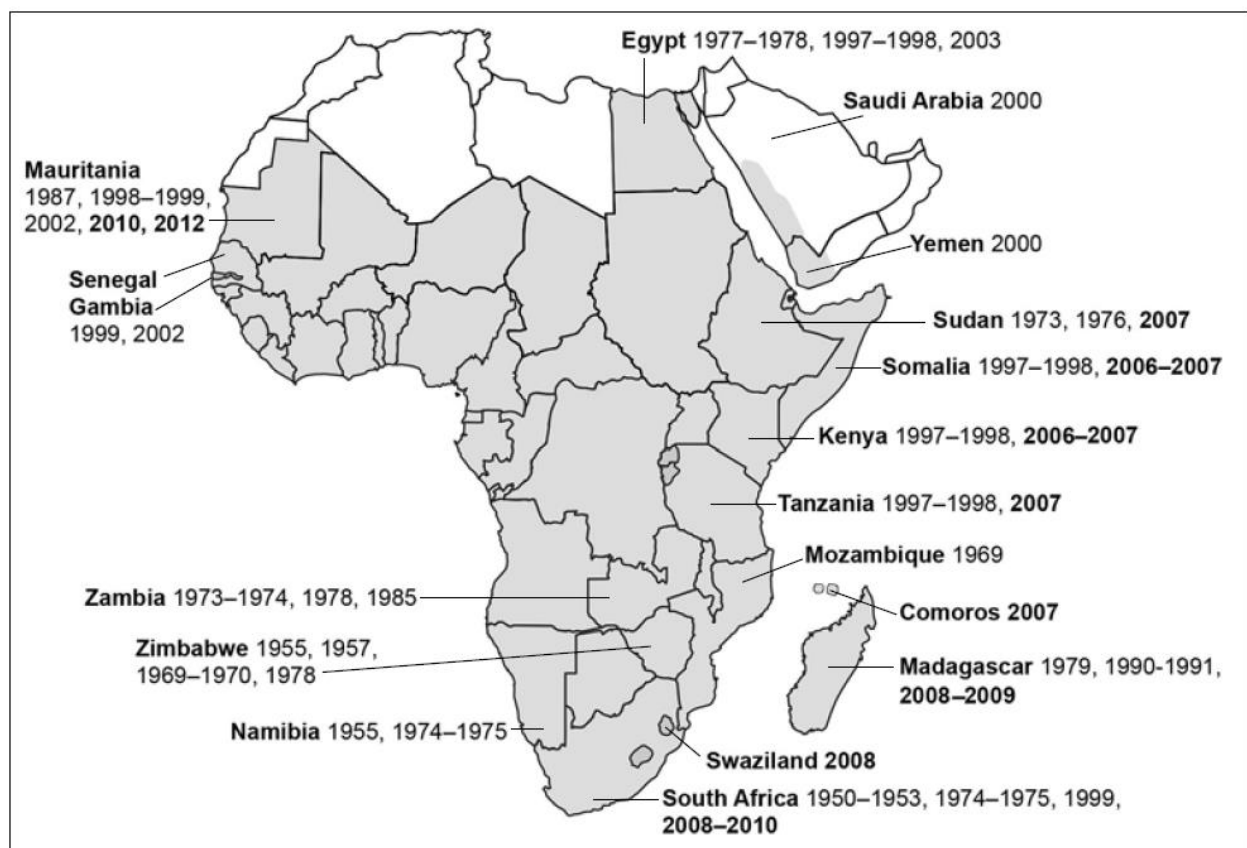 Egypt 1977–1978, 1997–1998, 2003
Saudi Arabia 2000
Mauritania
1987, 1998–1999,
2002, 2010, 2012
Yemen 2000
Senegal
Gambia
1999, 2002
Sudan 1973, 1976, 2007
Somalia 1997–1998, 2006–2007
Kenya 1997–1998, 2006–2007
Tanzania 1997–1998, 2007
Mozambique 1969
Zambia 1973–1974, 1978, 1985
Comoros 2007
Zimbabwe 1955, 1957,
1969–1970, 1978
Madagascar 1979, 1990-1991,
2008–2009
Namibia 1955, 1974–1975
Swaziland 2008
South Africa 1950–1953, 1974–1975, 1999,
2008–2010